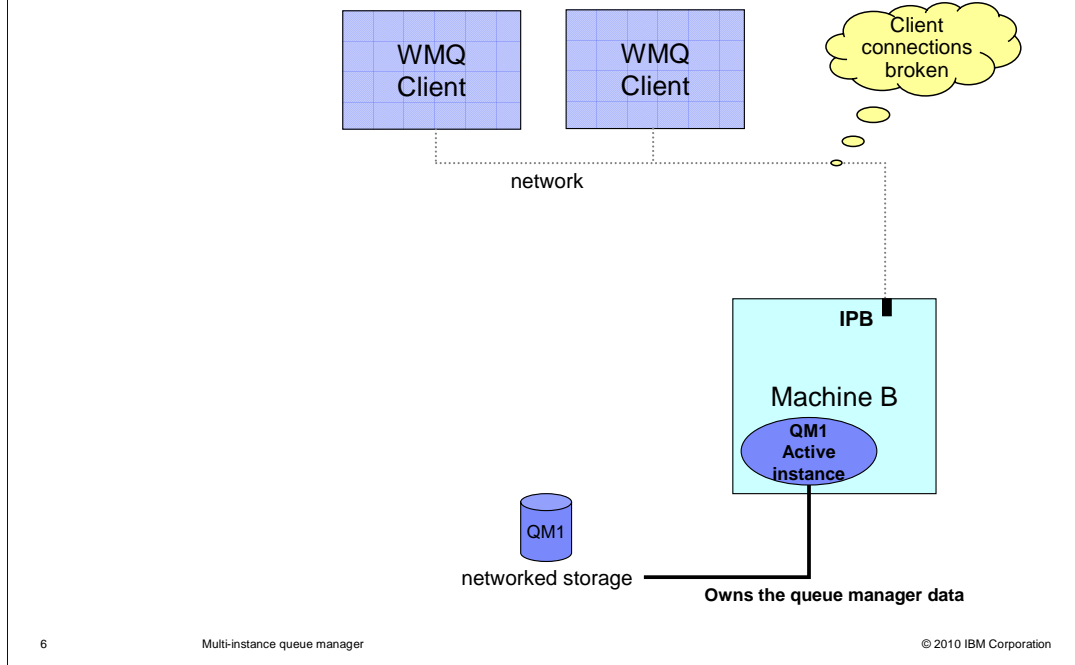 WMQ
Client
WMQ
Client
Client
connections
broken
network
IPB
Machine B
QM1
Active
instance
QM1
networked storage
Owns the queue manager data
6
Multi-instance queue manager
© 2010 IBM Corporation